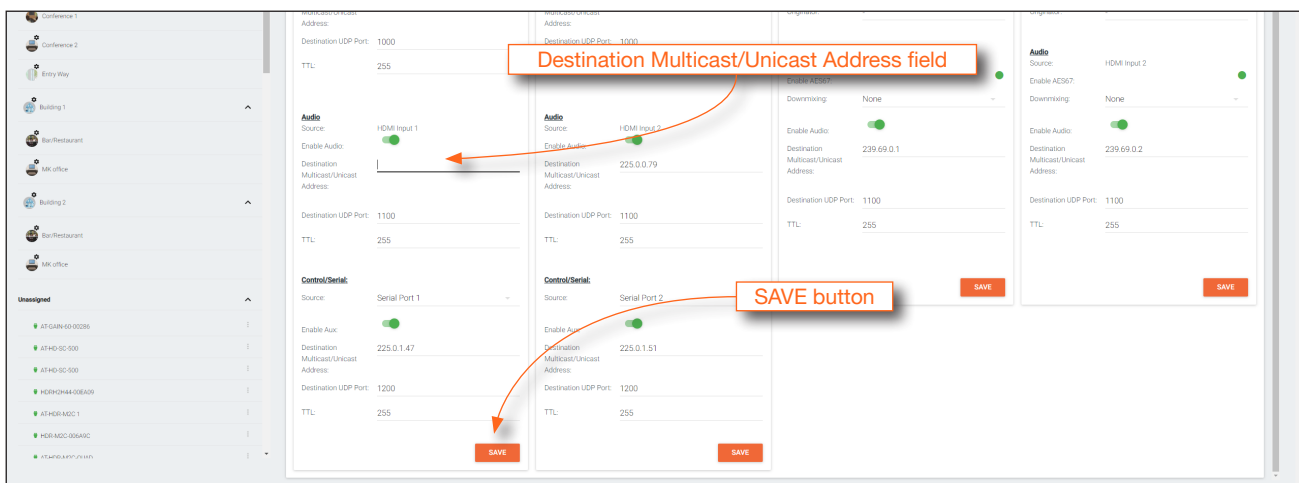 Conference 1
Conference 2
Entry Way
Building 1
Bar/Restaurant
MK office
Building 2
Bar/Restaurant
MK office
Unassigned
AT-GAIN-60-00286
AT-HD-SC-500
AT-HD-SC-500
HDRM2H44-00BA09
AT-HDR-M2C 1
HDR-M2C-006A9C
AT-HDR-M2C-QUAD
Multicast/Unicast
Address:
Destination UDP Port: 1000
TTL: 255
Audio
Source: HDMI Input 1
Enable Audio:
Destination
Multicast/Unicast
Address:
Destination UDP Port: 1100
TTL: 255
Control/Serial:
Source: Serial Port 1
Enable Aux:
Destination 225.0.1.47
Multicast/Unicast
Address:
Destination UDP Port: 1200
TTL: 255
SAVE
Multicast/Unicast
Address:
Destination UDP Port: 1000
Destination Multicast/Unicast Address field
Audio
Source: HDMI Input 2
Enable Audio:
Destination 225.0.0.79
Multicast/Unicast
Address:
Destination UDP Port: 1100
TTL: 255
Control/Serial:
Source: Serial Port 2
SAVE button
Enable Aux:
Destination 225.0.1.51
Multicast/Unicast
Address:
Destination UDP Port: 1200
TTL: 255
SAVE
Originator: -
Enable AES67:
Downmixing: None
Enable Audio:
Destination 239.69.0.1
Multicast/Unicast
Address:
Destination UDP Port: 1100
TTL: 255
SAVE
Originator: -
Audio
Source: HDMI Input 2
Enable AES67:
Downmixing: None
Enable Audio:
Destination 239.69.0.2
Multicast/Unicast
Address:
Destination UDP Port: 1100
TTL: 255
SAVE